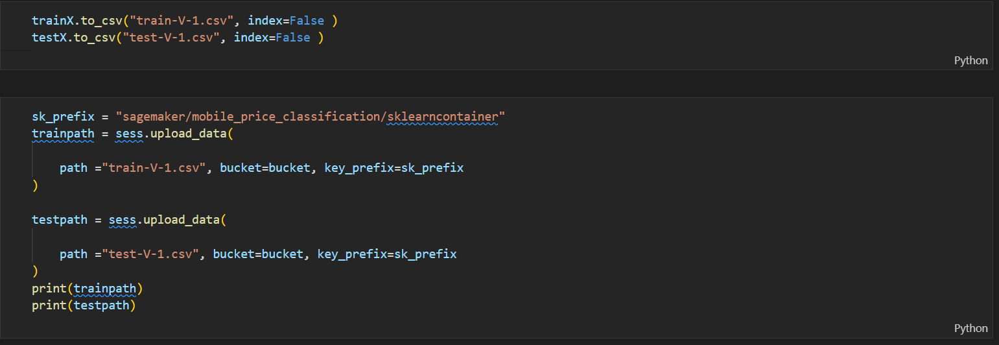 trainX.to_csv("train-V-1.csv", index=False )
testX.to_csv("test-V-1.csv", index=False )
Python
sk_prefix = "sagemaker/mobile_price_classification/sklearncontainer"
trainpath = sess.upload_data(
path ="train-V-1.csv", bucket=bucket, key_prefix=sk_prefix
)
testpath = sess.upload_data(
path ="test-V-1.csv", bucket=bucket, key_prefix=sk_prefix
)
print(trainpath)
print(testpath)
Python